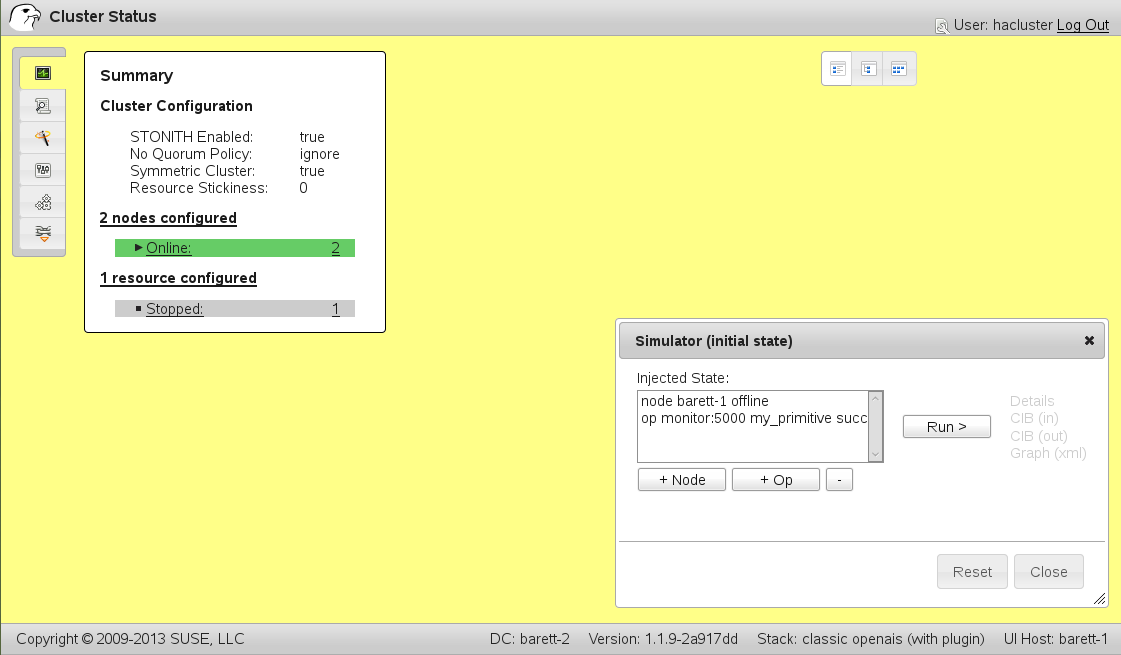 Cluster Status
User: hacluster Log Out
Summary
Cluster Configuration
STONITH Enabled: true
No Quorum Policy: ignore
Symmetric Cluster: true
Resource Stickiness: 0
2 nodes configured
Online: 2
1 resource configured
Stopped: 1
Simulator (initial state)
Injected State:
node barett-1 offline
op monitor:5000 my_primitive succ
Run >
Details
CIB (in)
CIB (out)
Graph (xml)
+ Node + Op -
Reset Close
Copyright © 2009-2013 SUSE, LLC DC: barett-2 Version: 1.1.9-2a917dd Stack: classic openais (with plugin) UI Host: barett-1